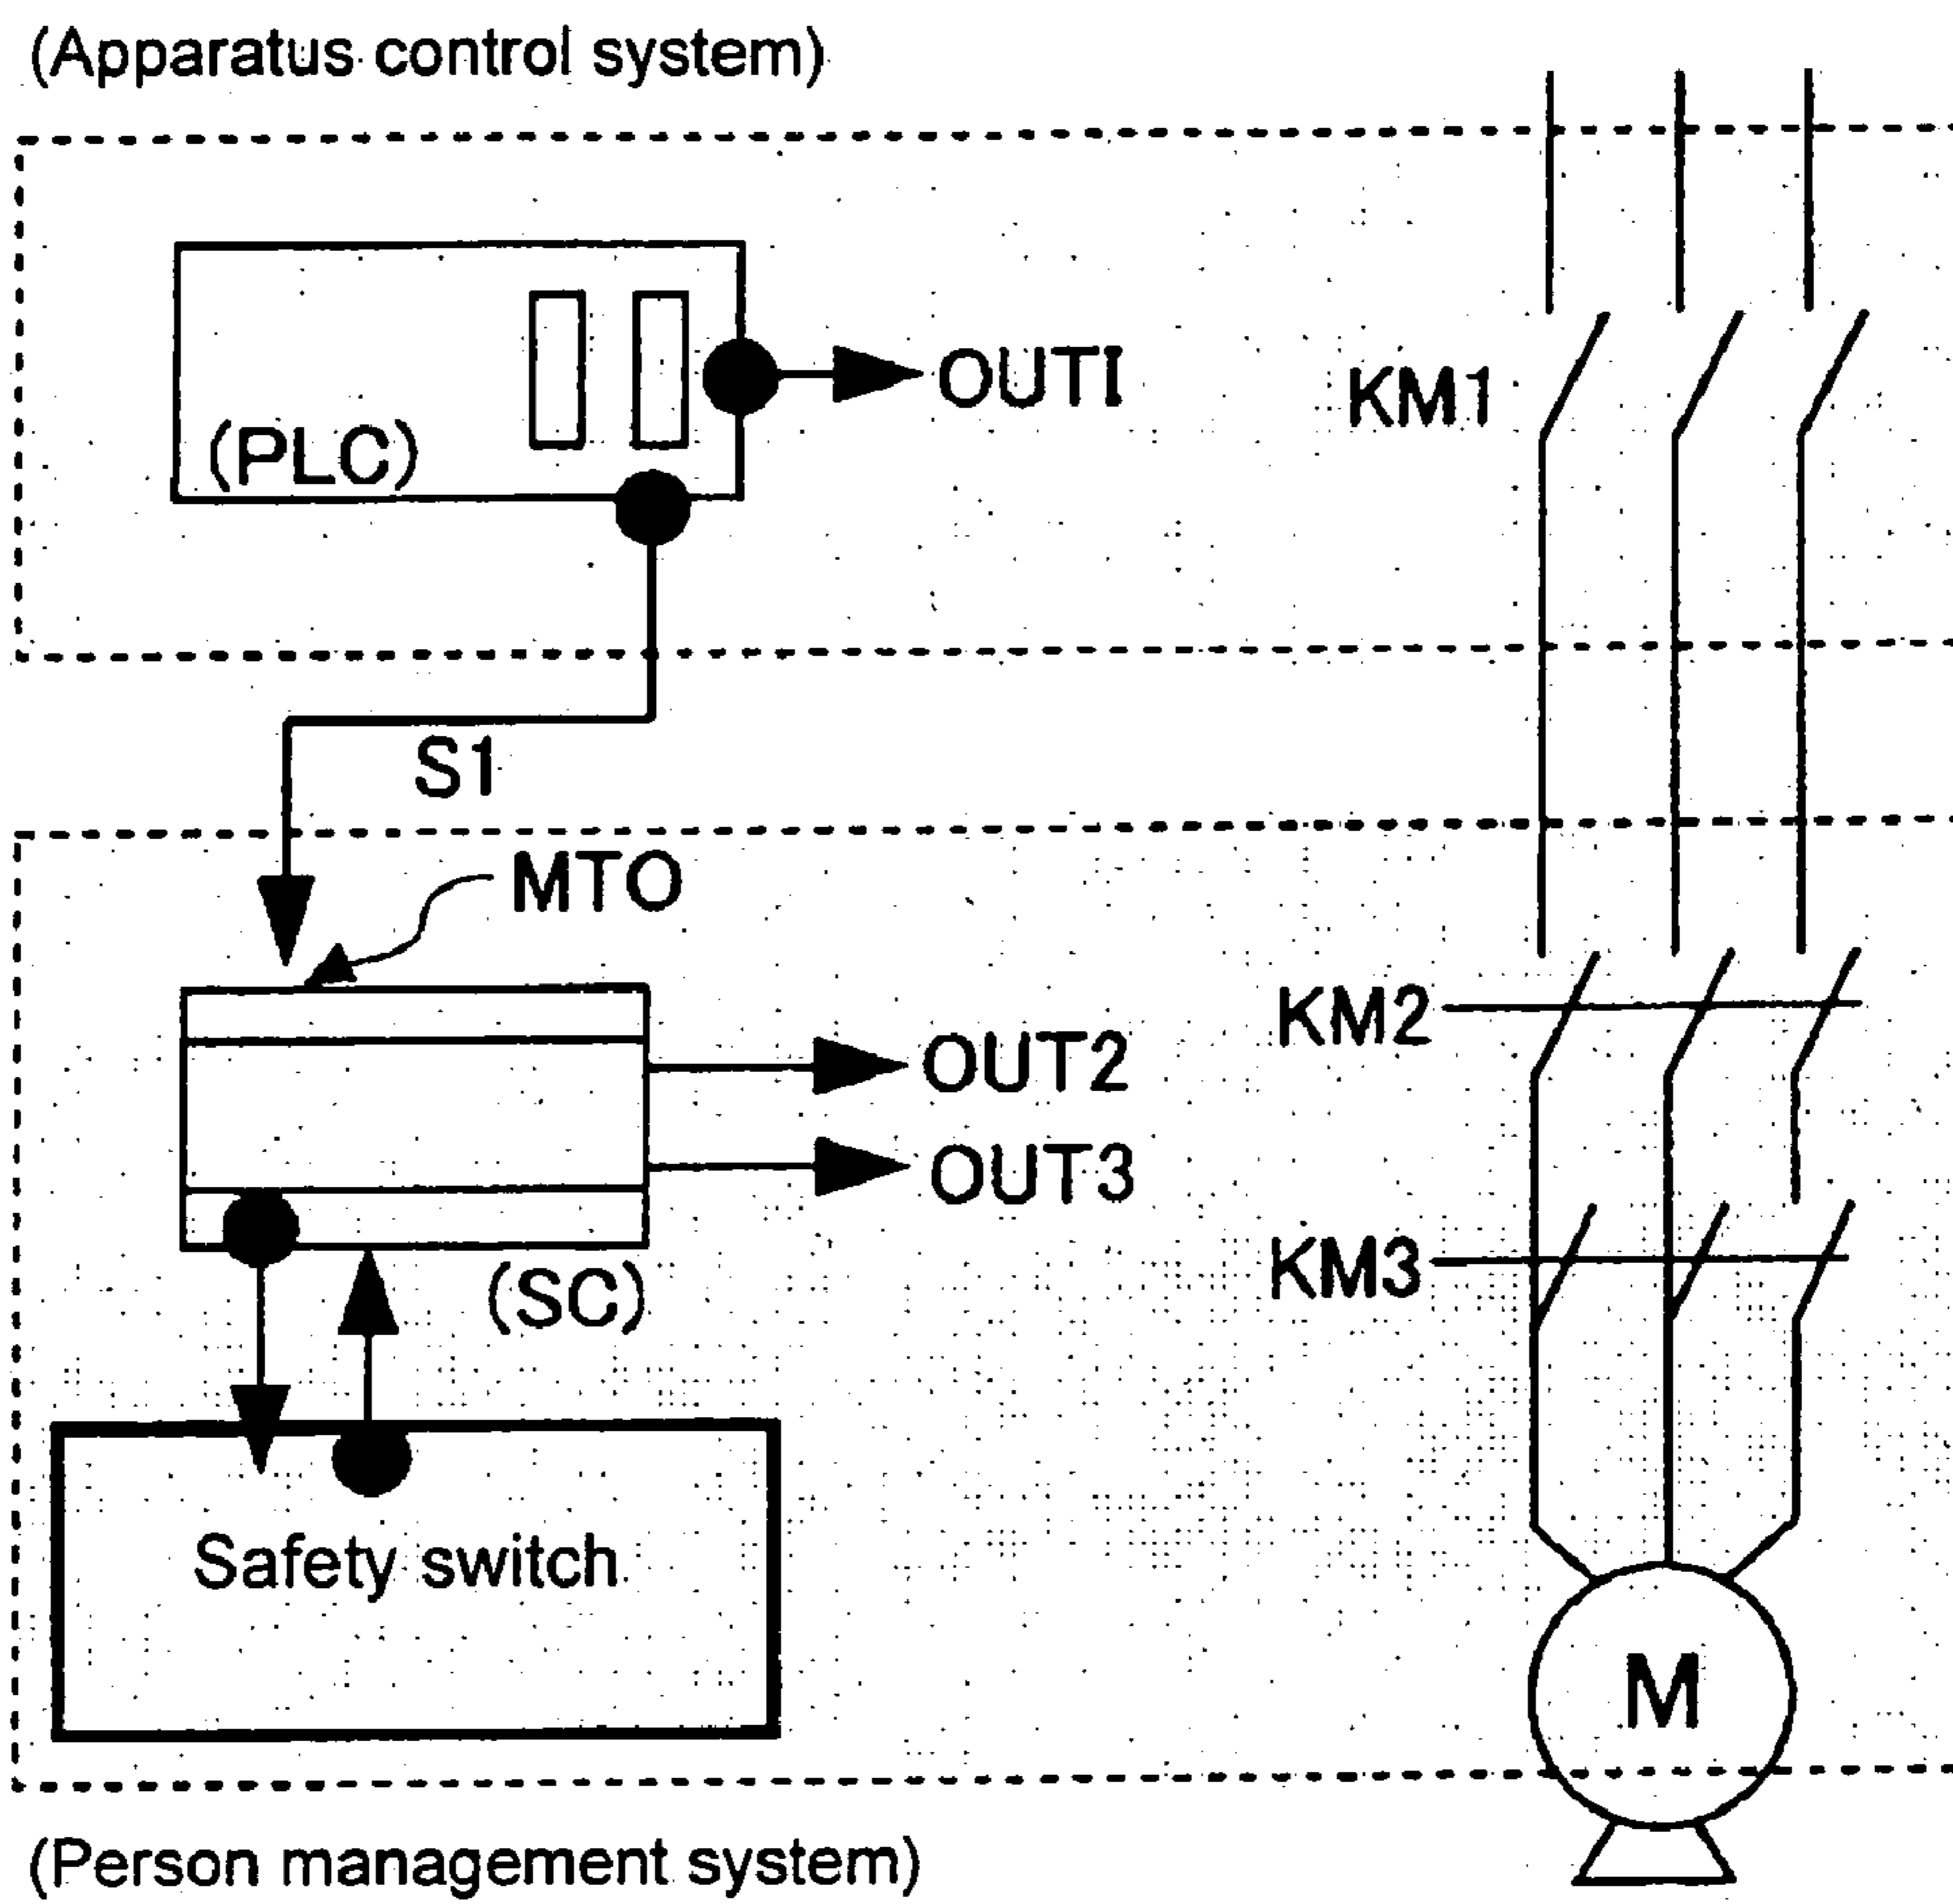 (Apparatus control system)
OUTI
KM1
(PLC)
S1
MTO
KM2
OUT2
OUT3
KM3
(SC)
Safety switch
M
(Person management system)